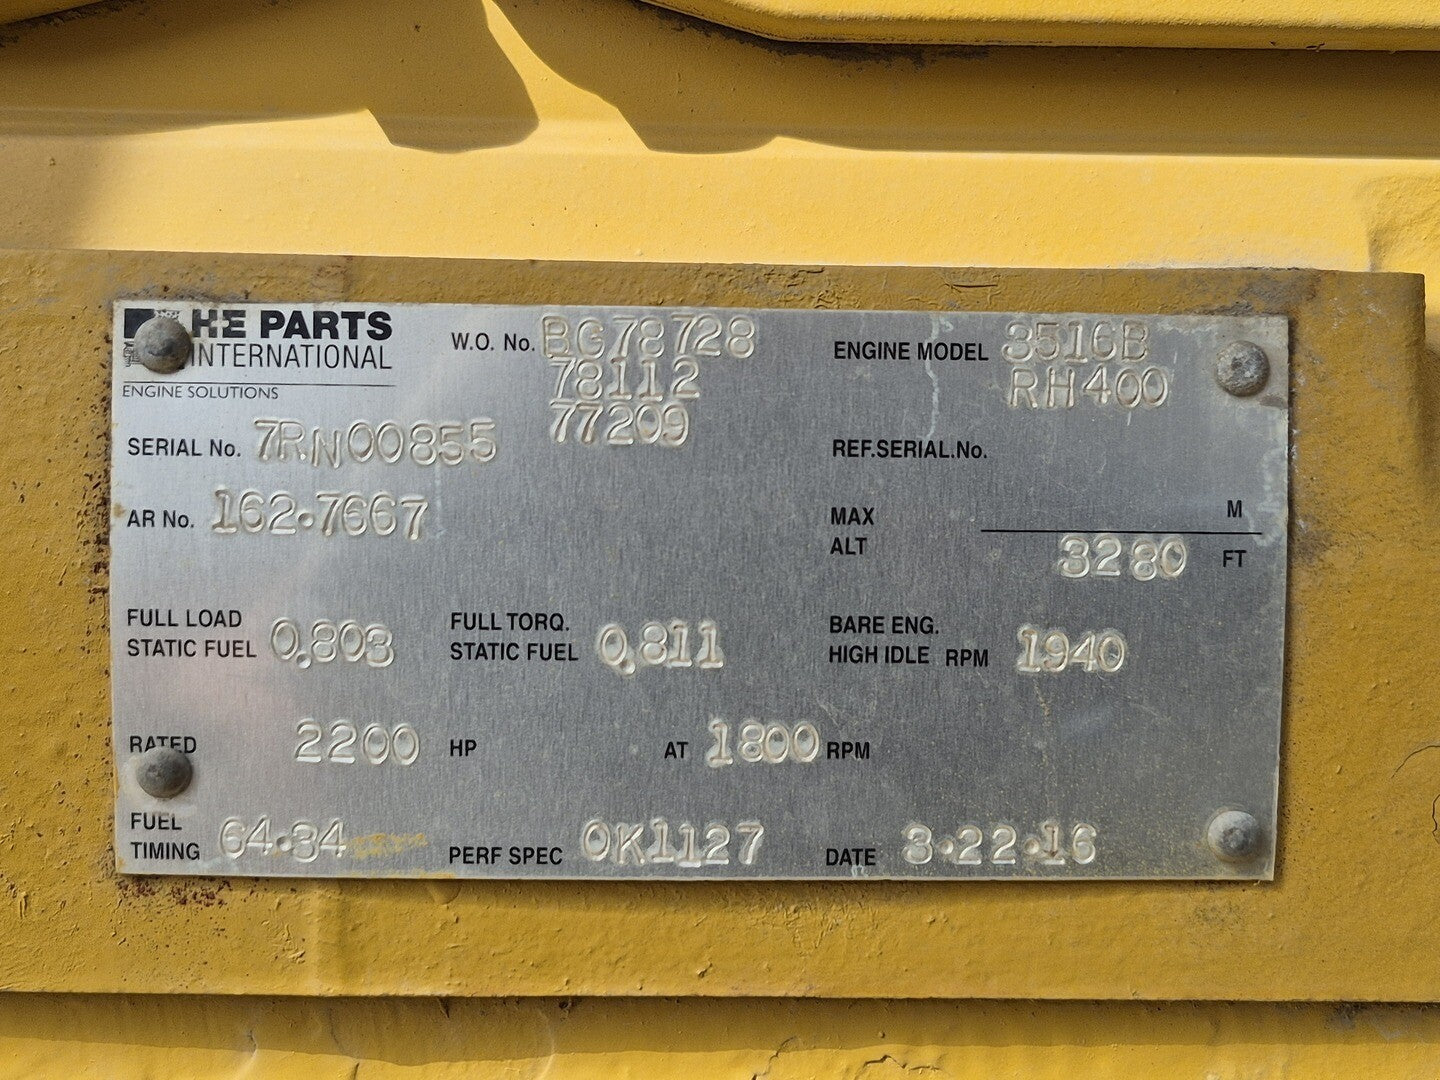 H-E PARTS
INTERNATIONAL
ENGINE SOLUTIONS
W.O. No. BG78728
78112
77209
ENGINE MODEL 3516B
RH400
SERIAL No. 7RN00855
REF.SERIAL.No.
AR No. 162.7667
MAX
ALT
M
3280 FT
FULL LOAD
STATIC FUEL 0.803
FULL TORQ.
STATIC FUEL 0.811
BARE ENG.
HIGH IDLE RPM 1940
RATED 2200 HP AT 1800 RPM
FUEL
TIMING 64.34
PERF SPEC 0K1127
DATE 3.22.16